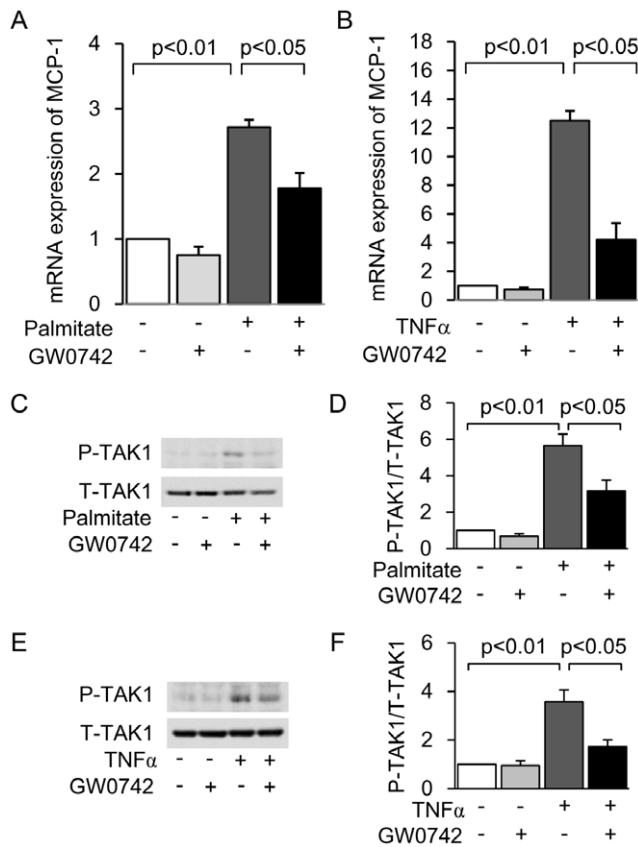 A
mRNA expression of MCP-1
4
3
2
1
0
p<0.01 p<0.05
Palmitate - - + +
GW0742 - + - +
B
mRNA expression of MCP-1
18
16
14
12
10
8
6
4
2
0
p<0.01 p<0.05
TNFα - - + +
GW0742 - + - +
C
P-TAK1
T-TAK1
Palmitate - - + +
GW0742 - + - +
D
P-TAK1/T-TAK1
8
6
4
2
0
p<0.01 p<0.05
Palmitate - - + +
GW0742 - + - +
E
P-TAK1
T-TAK1
TNFα - - + +
GW0742 - + - +
F
P-TAK1/T-TAK1
6
4
2
0
p<0.01 p<0.05
TNFα - - + +
GW0742 - + - +